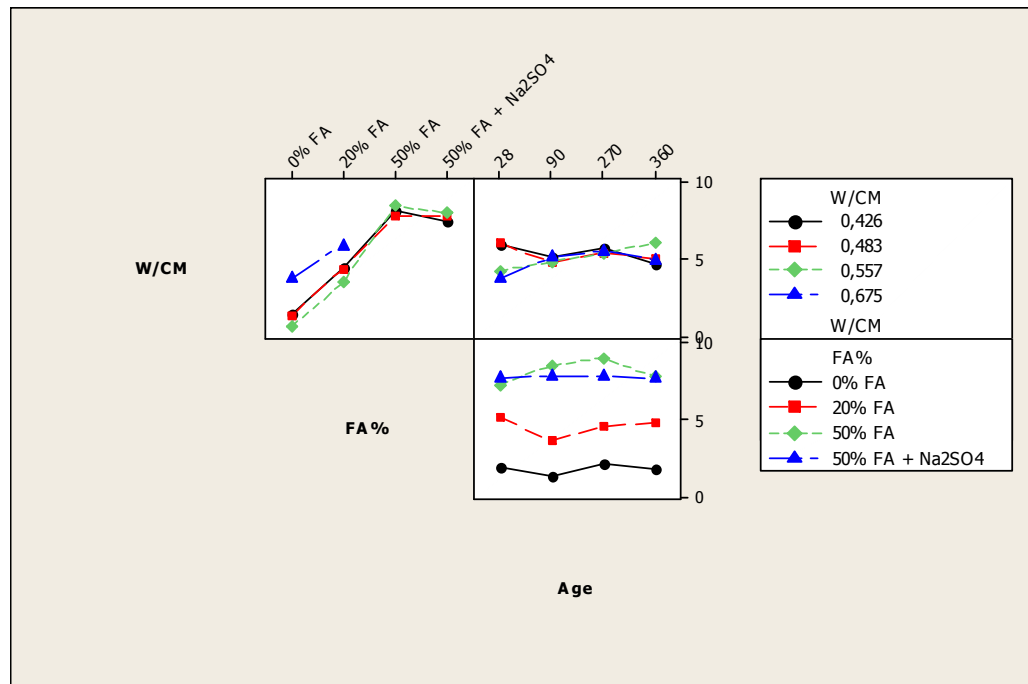 0% FA
20% FA
50% FA
50% FA + Na2SO4
28
90
270
360
10
5
0
W/CM
W/CM
0,426
0,483
0,557
0,675
W/CM
10
5
0
FA%
FA%
0% FA
20% FA
50% FA
50% FA + Na2SO4
Age